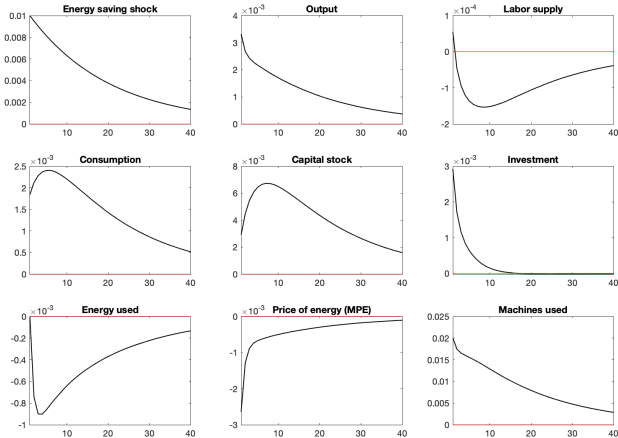 Energy saving shock
0.01
0.008
0.006
0.004
0.002
0
10 20 30 40
Output
×10⁻³
4
3
2
1
0
10 20 30 40
Labor supply
×10⁻⁴
1
0
-1
-2
10 20 30 40
Consumption
×10⁻³
2.5
2
1.5
1
0.5
0
10 20 30 40
Capital stock
×10⁻³
8
6
4
2
0
10 20 30 40
Investment
×10⁻³
3
2
1
0
10 20 30 40
Energy used
×10⁻³
0
-0.2
-0.4
-0.6
-0.8
-1
10 20 30 40
Price of energy (MPE)
×10⁻³
0
-1
-2
-3
10 20 30 40
Machines used
0.025
0.02
0.015
0.01
0.005
0
10 20 30 40